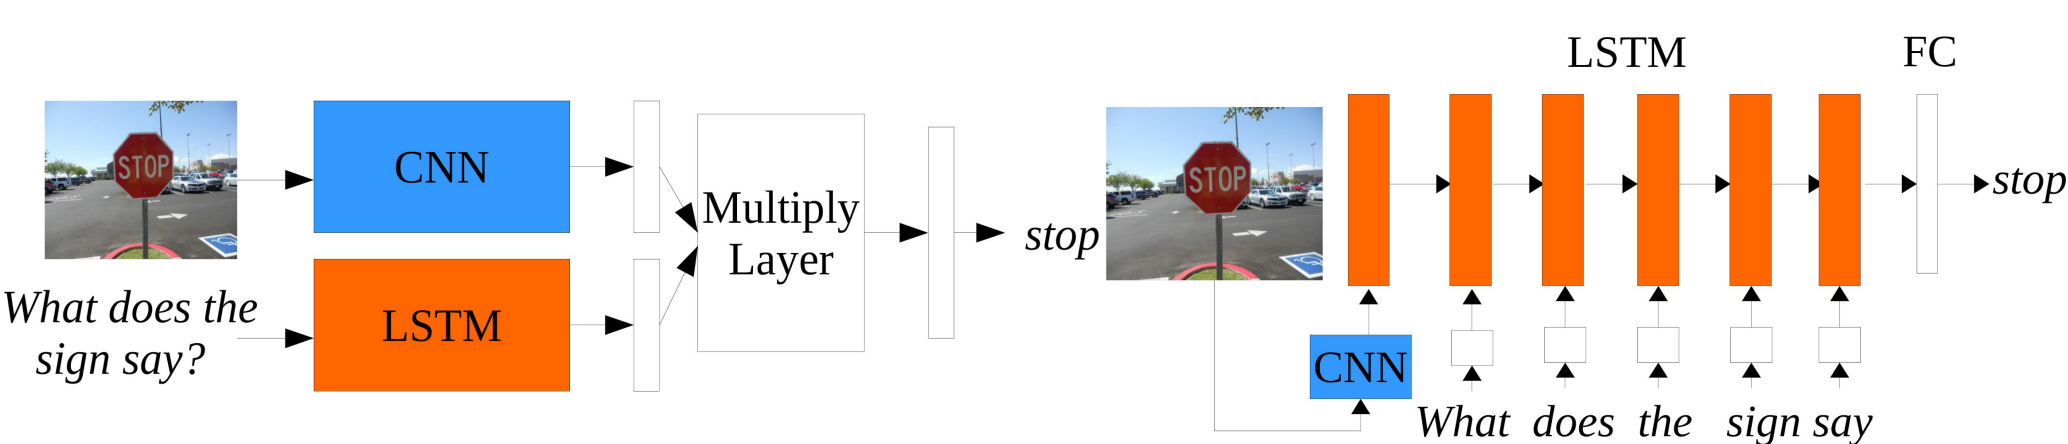 STOP
What does the
sign say?
CNN
LSTM
Multiply
Layer
stop
STOP
CNN
LSTM
What does the sign say
FC
stop